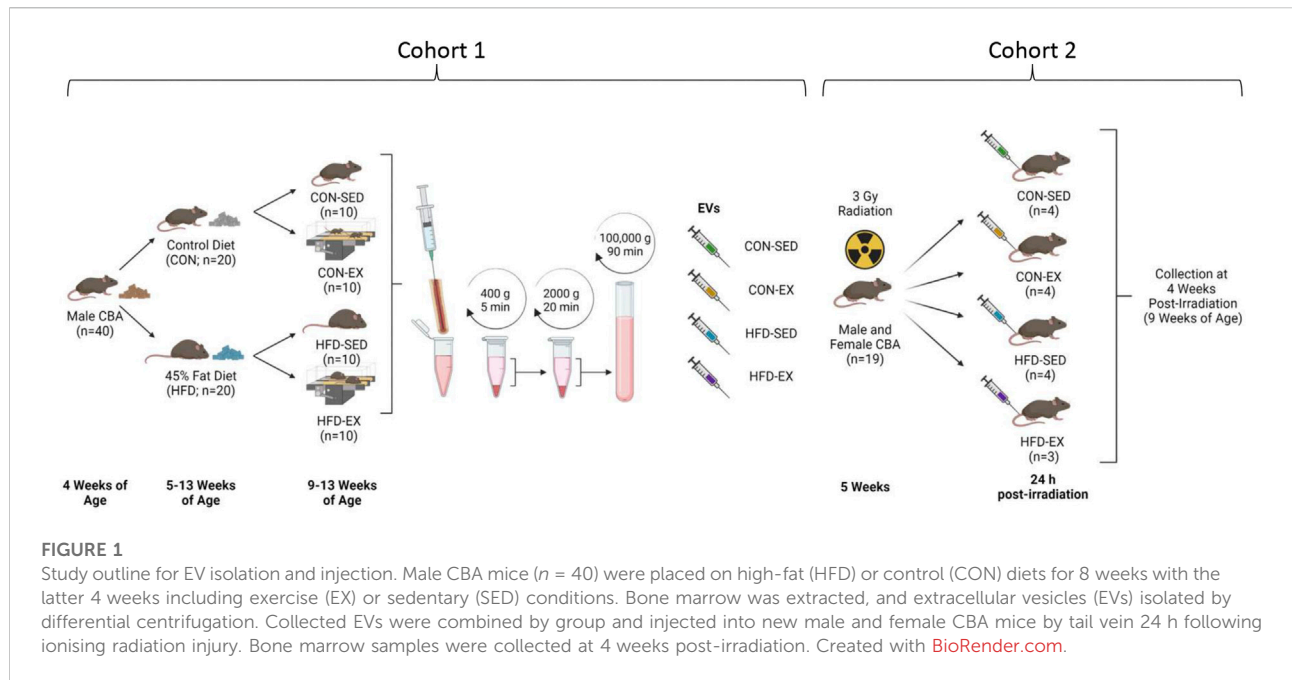 Cohort 1
Cohort 2
Male CBA
(n=40)
Control Diet
(CON; n=20)
45% Fat Diet
(HFD; n=20)
CON-SED
(n=10)
CON-EX
(n=10)
HFD-SED
(n=10)
HFD-EX
(n=10)
400 g
5 min
2000 g
20 min
100,000 g
90 min
EVs
CON-SED
CON-EX
HFD-SED
HFD-EX
3 Gy
Radiation
Male and
Female CBA
(n=19)
CON-SED
(n=4)
CON-EX
(n=4)
HFD-SED
(n=4)
HFD-EX
(n=3)
Collection at
4 Weeks
Post-Irradiation
(9 Weeks of Age)
4 Weeks of
Age
5-13 Weeks
of Age
9-13 Weeks
of Age
5 Weeks
24 h
post-irradiation
FIGURE 1
Study outline for EV isolation and injection. Male CBA mice (n = 40) were placed on high-fat (HFD) or control (CON) diets for 8 weeks with the
latter 4 weeks including exercise (EX) or sedentary (SED) conditions. Bone marrow was extracted, and extracellular vesicles (EVs) isolated by
differential centrifugation. Collected EVs were combined by group and injected into new male and female CBA mice by tail vein 24 h following
ionising radiation injury. Bone marrow samples were collected at 4 weeks post-irradiation. Created with BioRender.com.